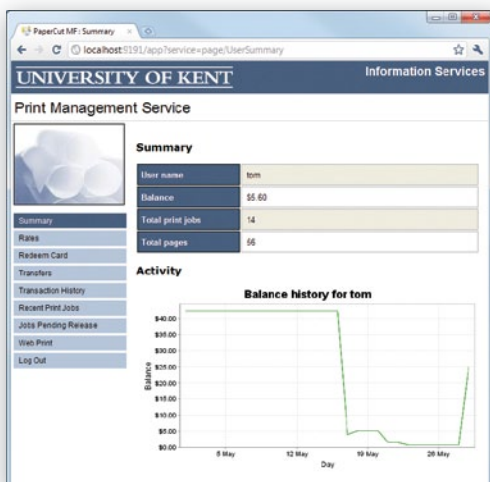 PaperCut MF : Summary
localhost:9191/app?service=page/UserSummary
UNIVERSITY OF KENT
Information Services
Print Management Service
Summary
Rates
Redeem Card
Transfers
Transaction History
Recent Print Jobs
Jobs Pending Release
Web Print
Log Out
Summary
User name tom
Balance $5.60
Total print jobs 14
Total pages 56
Activity
Balance history for tom
$40.00
$35.00
$30.00
$25.00
$20.00
$15.00
$10.00
$5.00
$0.00
Balance
5 May 12 May 19 May 26 May
Day